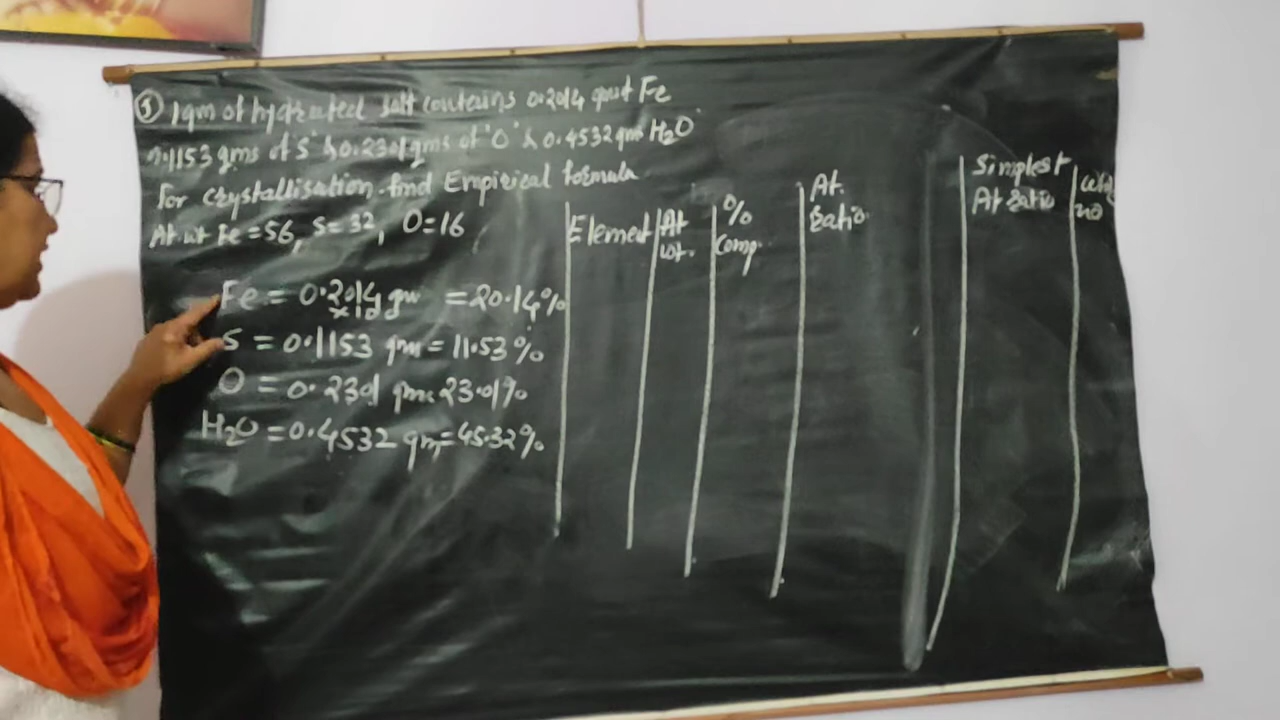 ⑤ 1gm of hydrated salt contains 0.2014 gm of Fe
0.1153 gms of 'S' & 0.2301 gms of 'O' & 0.4532 gms H₂O
for crystallisation. find Empirical formula
At. wt Fe = 56, S = 32, O = 16
Element
At wt.
% Comp.
At. Ratio
Simplest At Ratio
no
Fe = 0.2014 gm = 20.14%
×100
S = 0.1153 gm = 11.53%
O = 0.2301 gm = 23.01%
H₂O = 0.4532 gm = 45.32%